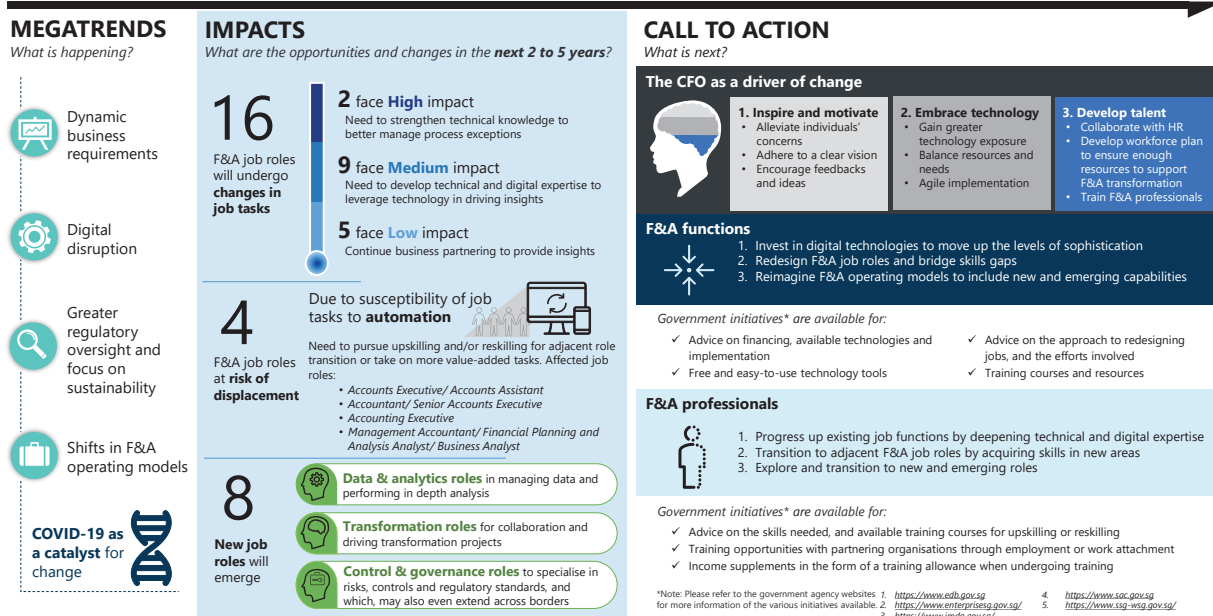 MEGATRENDS
What is happening?
Dynamic
business
requirements
Digital
disruption
Greater
regulatory
oversight and
focus on
sustainability
Shifts in F&A
operating models
COVID-19 as
a catalyst for
change
IMPACTS
What are the opportunities and changes in the next 2 to 5 years?
16
F&A job roles
will undergo
changes in
job tasks
2 face High impact
Need to strengthen technical knowledge to
better manage process exceptions
9 face Medium impact
Need to develop technical and digital expertise to
leverage technology in driving insights
5 face Low impact
Continue business partnering to provide insights
4
F&A job roles
at risk of
displacement
Due to susceptibility of job
tasks to automation
Need to pursue upskilling and/or reskilling for adjacent role
transition or take on more value-added tasks. Affected job
roles:
• Accounts Executive/ Accounts Assistant
• Accountant/ Senior Accounts Executive
• Accounting Executive
• Management Accountant/ Financial Planning and
Analysis Analyst/ Business Analyst
8
New job
roles will
emerge
Data & analytics roles in managing data and
performing in depth analysis
Transformation roles for collaboration and
driving transformation projects
Control & governance roles to specialise in
risks, controls and regulatory standards, and
which, may also even extend across borders
CALL TO ACTION
What is next?
The CFO as a driver of change
1. Inspire and motivate
• Alleviate individuals'
concerns
• Adhere to a clear vision
• Encourage feedbacks
and ideas
2. Embrace technology
• Gain greater
technology exposure
• Balance resources and
needs
• Agile implementation
3. Develop talent
• Collaborate with HR
• Develop workforce plan
to ensure enough
resources to support
F&A transformation
• Train F&A professionals
F&A functions
1. Invest in digital technologies to move up the levels of sophistication
2. Redesign F&A job roles and bridge skills gaps
3. Reimagine F&A operating models to include new and emerging capabilities
Government initiatives* are available for:
✓ Advice on financing, available technologies and
implementation
✓ Free and easy-to-use technology tools
✓ Advice on the approach to redesigning
jobs, and the efforts involved
✓ Training courses and resources
F&A professionals
1. Progress up existing job functions by deepening technical and digital expertise
2. Transition to adjacent F&A job roles by acquiring skills in new areas
3. Explore and transition to new and emerging roles
Government initiatives* are available for:
✓ Advice on the skills needed, and available training courses for upskilling or reskilling
✓ Training opportunities with partnering organisations through employment or work attachment
✓ Income supplements in the form of a training allowance when undergoing training
*Note: Please refer to the government agency websites
for more information of the various initiatives available.
1. https://www.edb.gov.sg
2. https://www.enterprisesg.gov.sg/
4. https://www.sac.gov.sg
5. https://www.ssg-wsg.gov.sg/